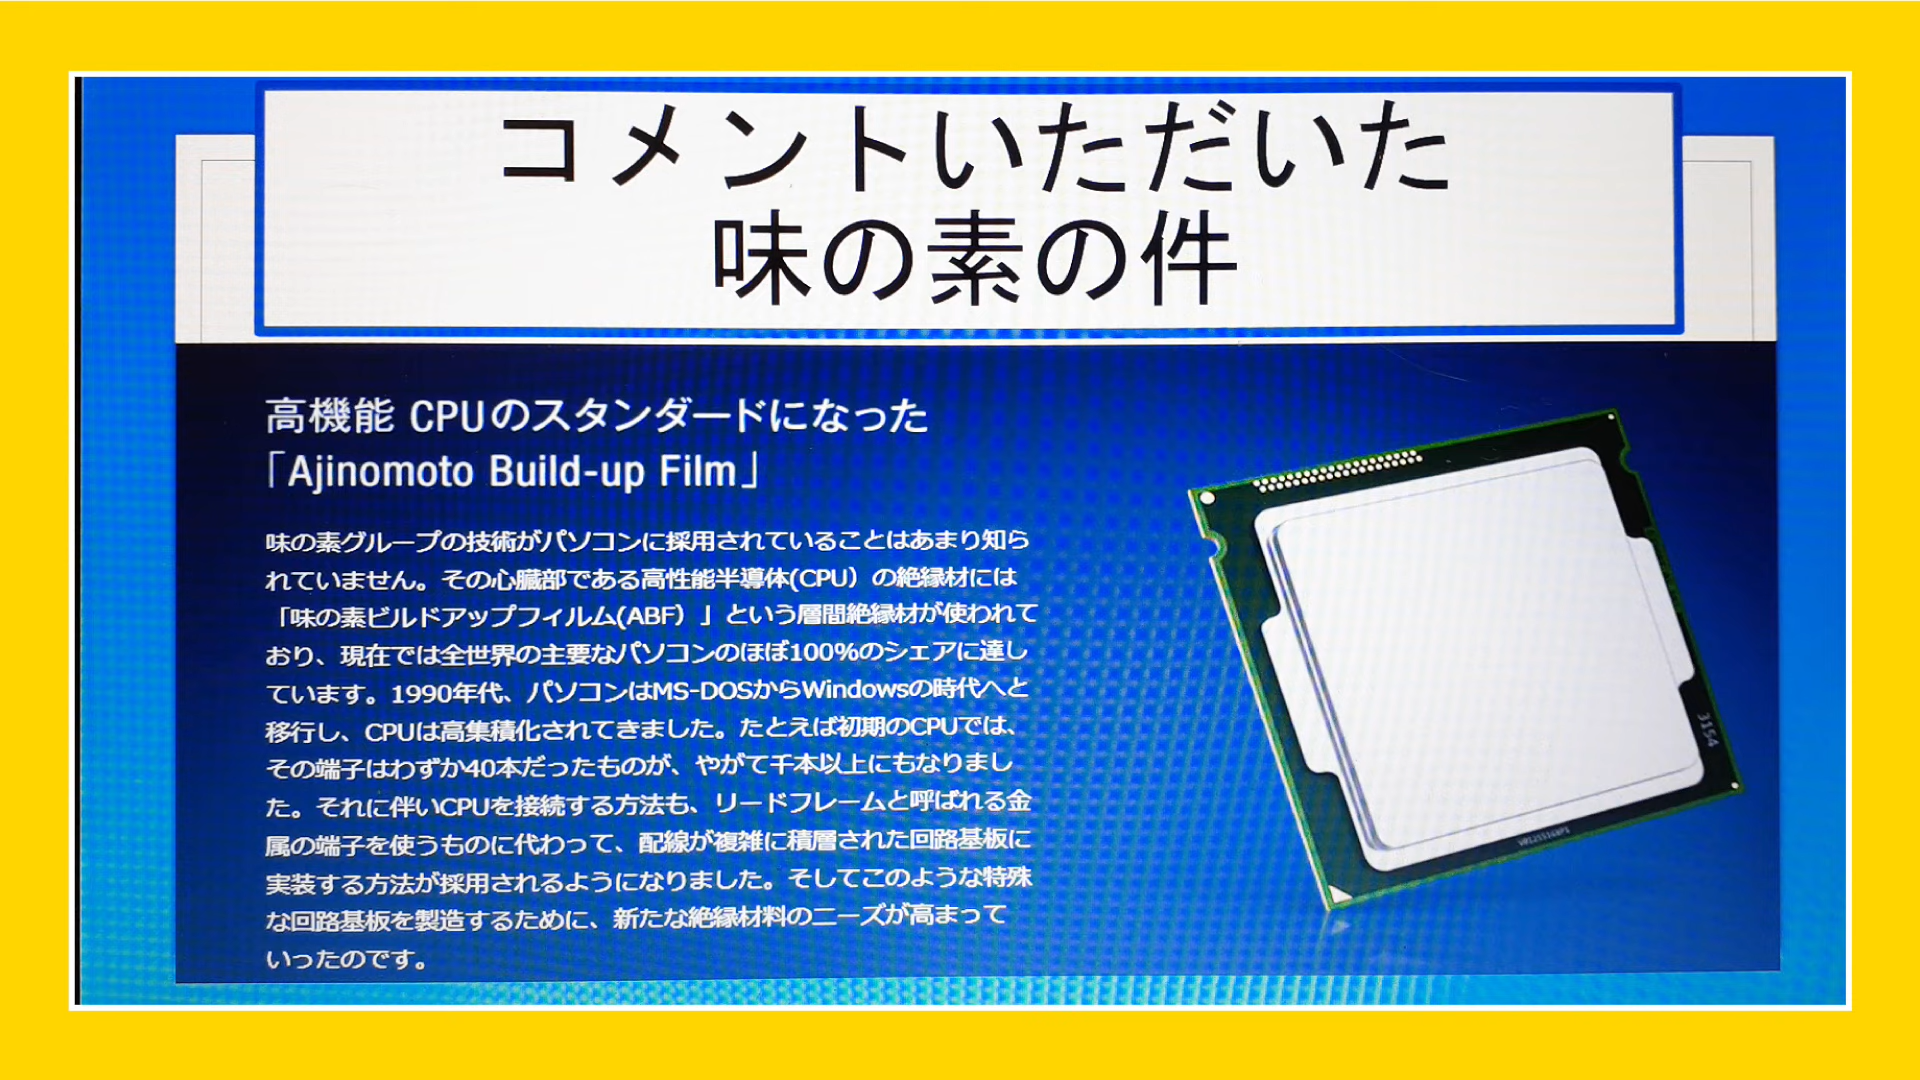 コメントいただいた
味の素の件
高機能 CPUのスタンダードになった
「Ajinomoto Build-up Film」
味の素グループの技術がパソコンに採用されていることはあまり知ら
れていません。その心臓部である高性能半導体(CPU）の絶縁材には
「味の素ビルドアップフィルム(ABF）」という層間絶縁材が使われて
おり、現在では全世界の主要なパソコンのほぼ100%のシェアに達し
ています。1990年代、パソコンはMS-DOSからWindowsの時代へと
移行し、CPUは高集積化されてきました。たとえば初期のCPUでは、
その端子はわずか40本だったものが、やがて千本以上にもなりまし
た。それに伴いCPUを接続する方法も、リードフレームと呼ばれる金
属の端子を使うものに代わって、配線が複雑に積層された回路基板に
実装する方法が採用されるようになりました。そしてこのような特殊
な回路基板を製造するために、新たな絶縁材料のニーズが高まって
いったのです。
3154